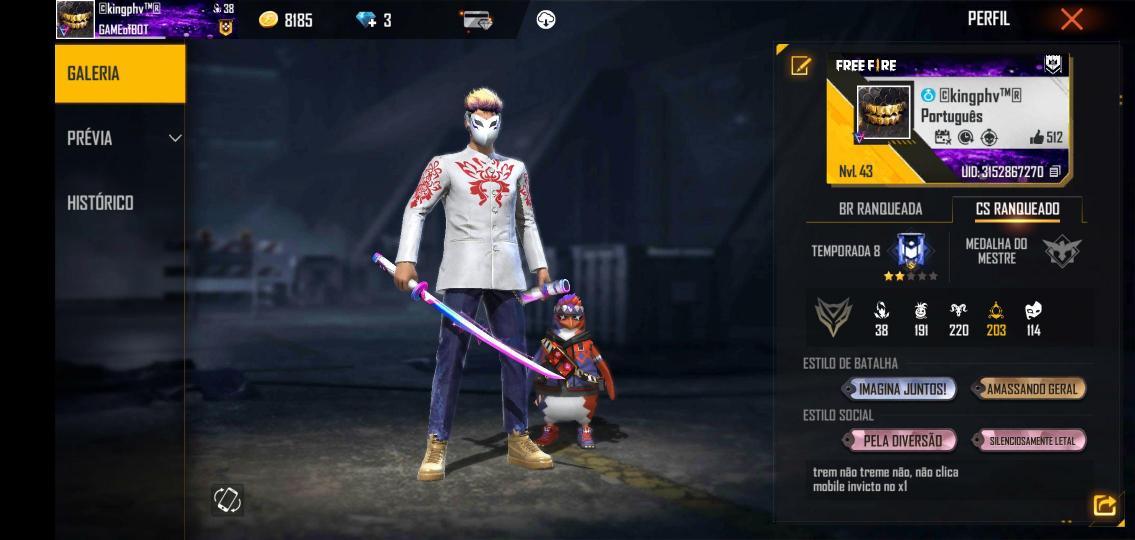 🄲kingphv™🅁
38
GAMEofBOT
8185
3
PERFIL
GALERIA
PRÉVIA
HISTÓRICO
FREE FIRE
🄲kingphv™🅁
Português
512
Nvl. 43
UID:3152867270
BR RANQUEADA
CS RANQUEADO
TEMPORADA 8
MEDALHA DO
MESTRE
38 191 220 203 114
ESTILO DE BATALHA
IMAGINA JUNTOS!
AMASSANDO GERAL
ESTILO SOCIAL
PELA DIVERSÃO
SILENCIOSAMENTE LETAL
trem não treme não, não clica
mobile invicto no x1